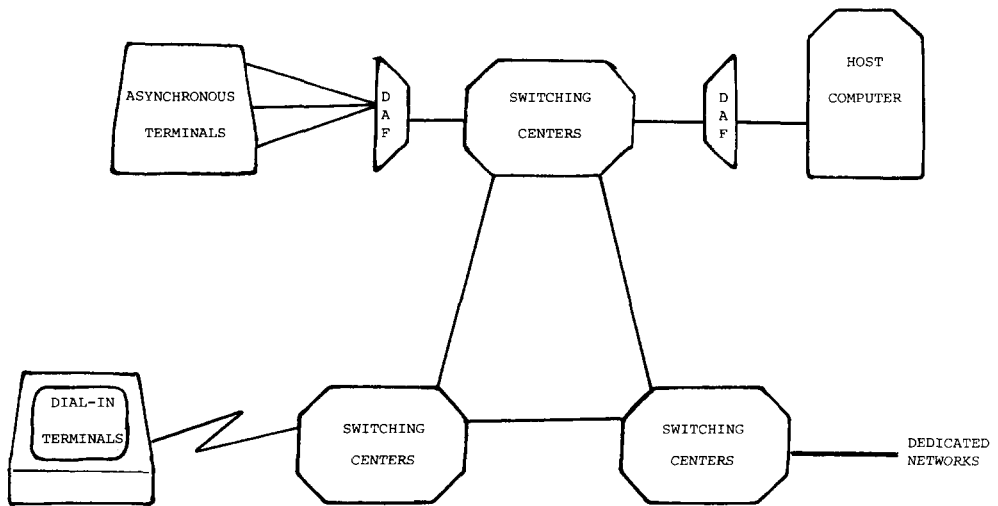 ASYNCHRONOUS
TERMINALS
D
A
F
SWITCHING
CENTERS
D
A
F
HOST
COMPUTER
DIAL-IN
TERMINALS
SWITCHING
CENTERS
SWITCHING
CENTERS
DEDICATED
NETWORKS